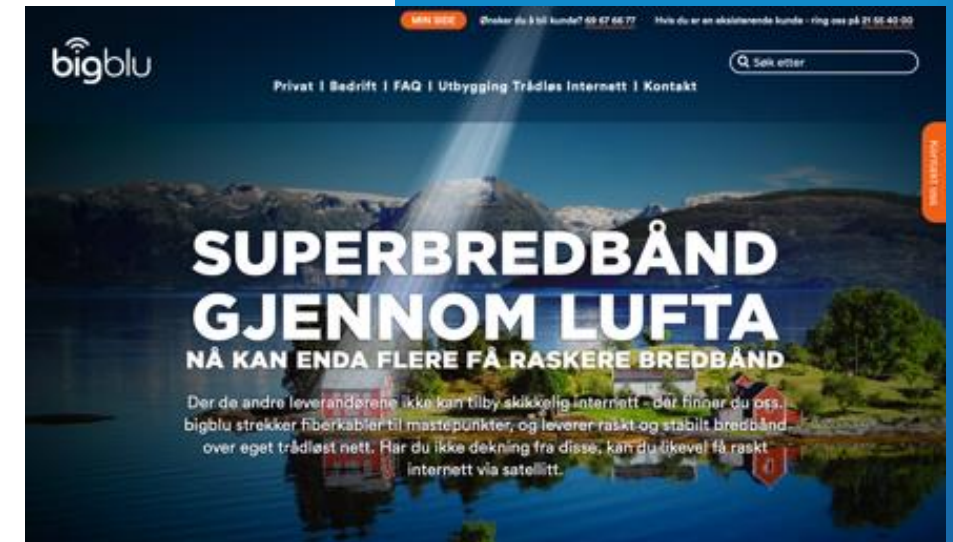 MIN SIDE Ønsker du å bli kunde? 69 67 66 77 Hvis du er en eksisterende kunde - ring oss på 21 55 40 00
bigblu
Søk etter
Privat | Bedrift | FAQ | Utbygging Trådløs Internett | Kontakt
Kontakt oss
SUPERBREDBÅND
GJENNOM LUFTA
NÅ KAN ENDA FLERE FÅ RASKERE BREDBÅND
Der de andre leverandørene ikke kan tilby skikkelig internett - der finner du oss.
bigblu strekker fiberkabler til mastepunkter, og leverer raskt og stabilt bredbånd
over eget trådløst nett. Har du ikke dekning fra disse, kan du likevel få raskt
internett via satellitt.